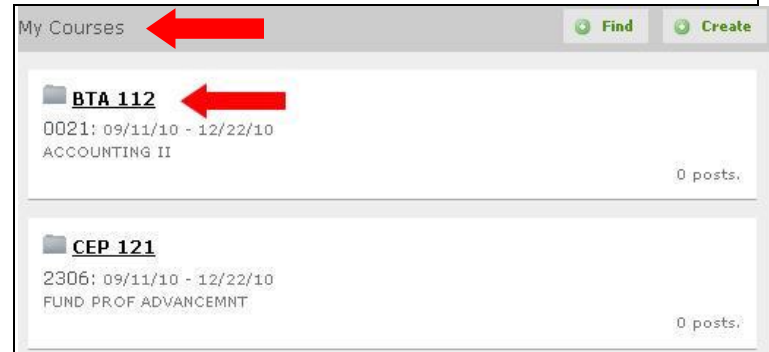 My Courses Find Create
BTA 112
0021: 09/11/10 - 12/22/10
ACCOUNTING II
0 posts.
CEP 121
2306: 09/11/10 - 12/22/10
FUND PROF ADVANCEMNT
0 posts.